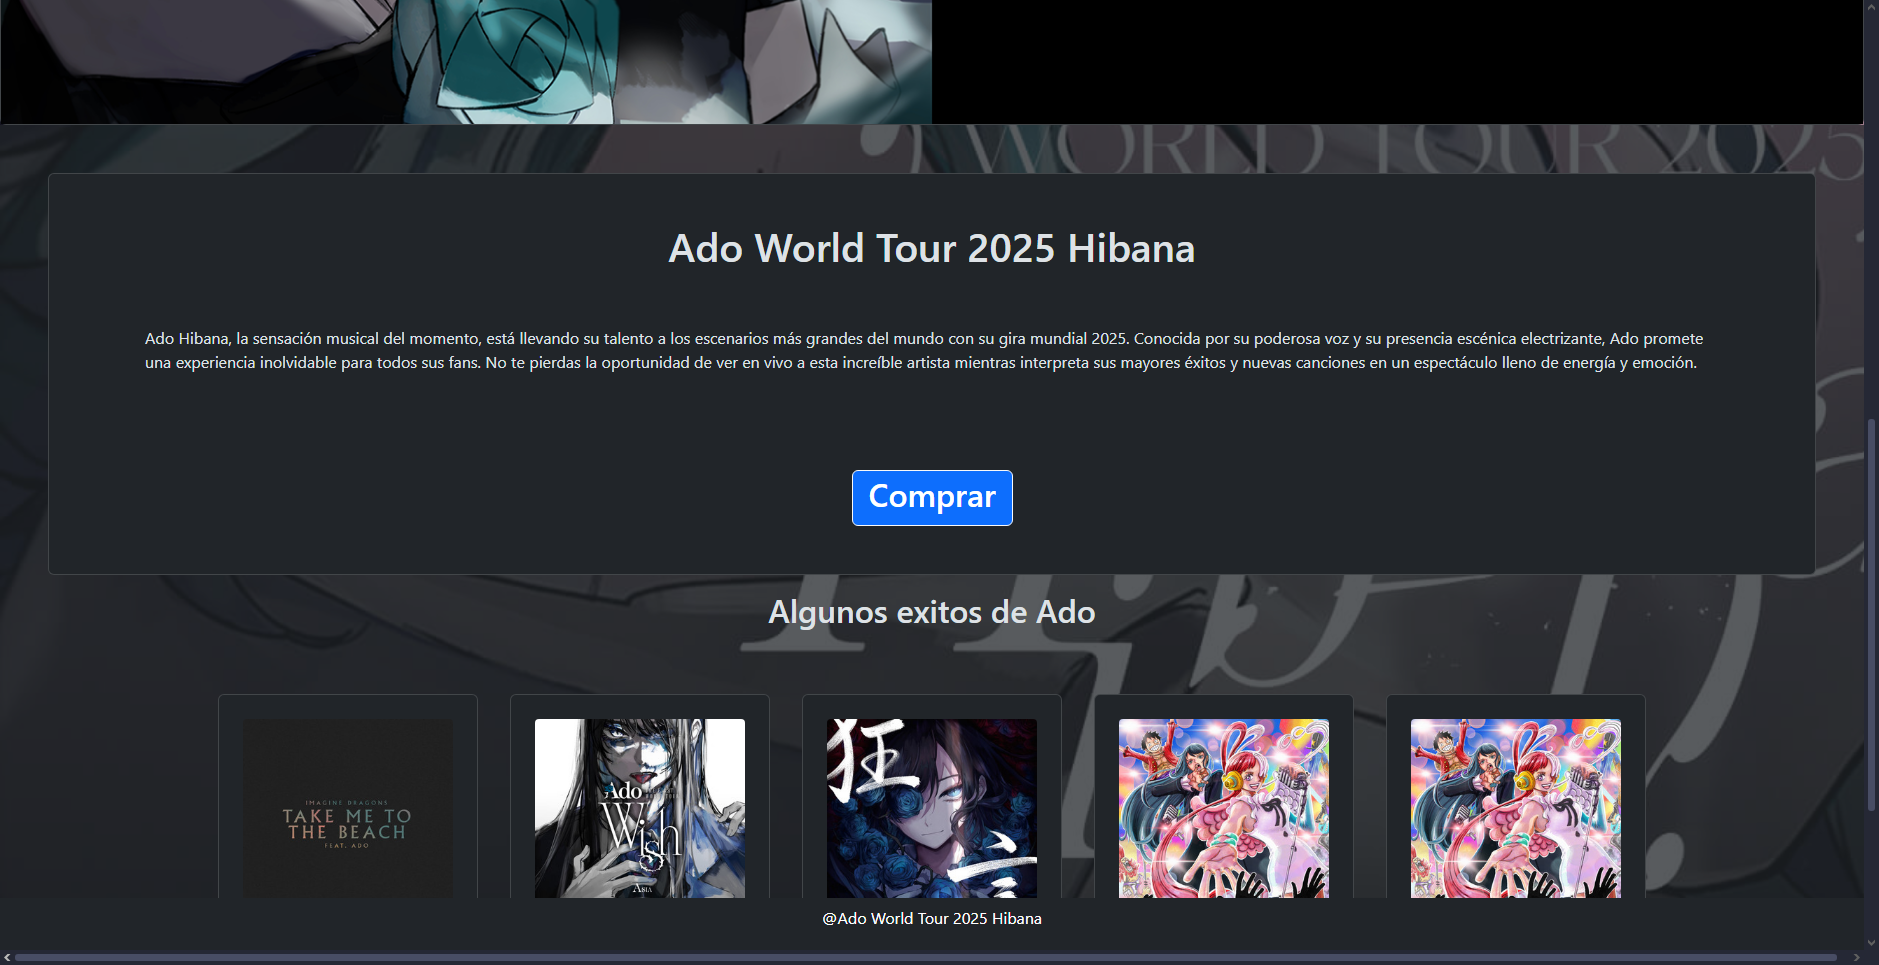 WORLD TOUR 2025
Ado World Tour 2025 Hibana
Ado Hibana, la sensación musical del momento, está llevando su talento a los escenarios más grandes del mundo con su gira mundial 2025. Conocida por su poderosa voz y su presencia escénica electrizante, Ado promete
una experiencia inolvidable para todos sus fans. No te pierdas la oportunidad de ver en vivo a esta increíble artista mientras interpreta sus mayores éxitos y nuevas canciones en un espectáculo lleno de energía y emoción.
Comprar
Algunos exitos de Ado
IMAGINE DRAGONS
TAKE ME TO
THE BEACH
FEAT. ADO
Ado
Wish
ASIA
狂
言
@Ado World Tour 2025 Hibana